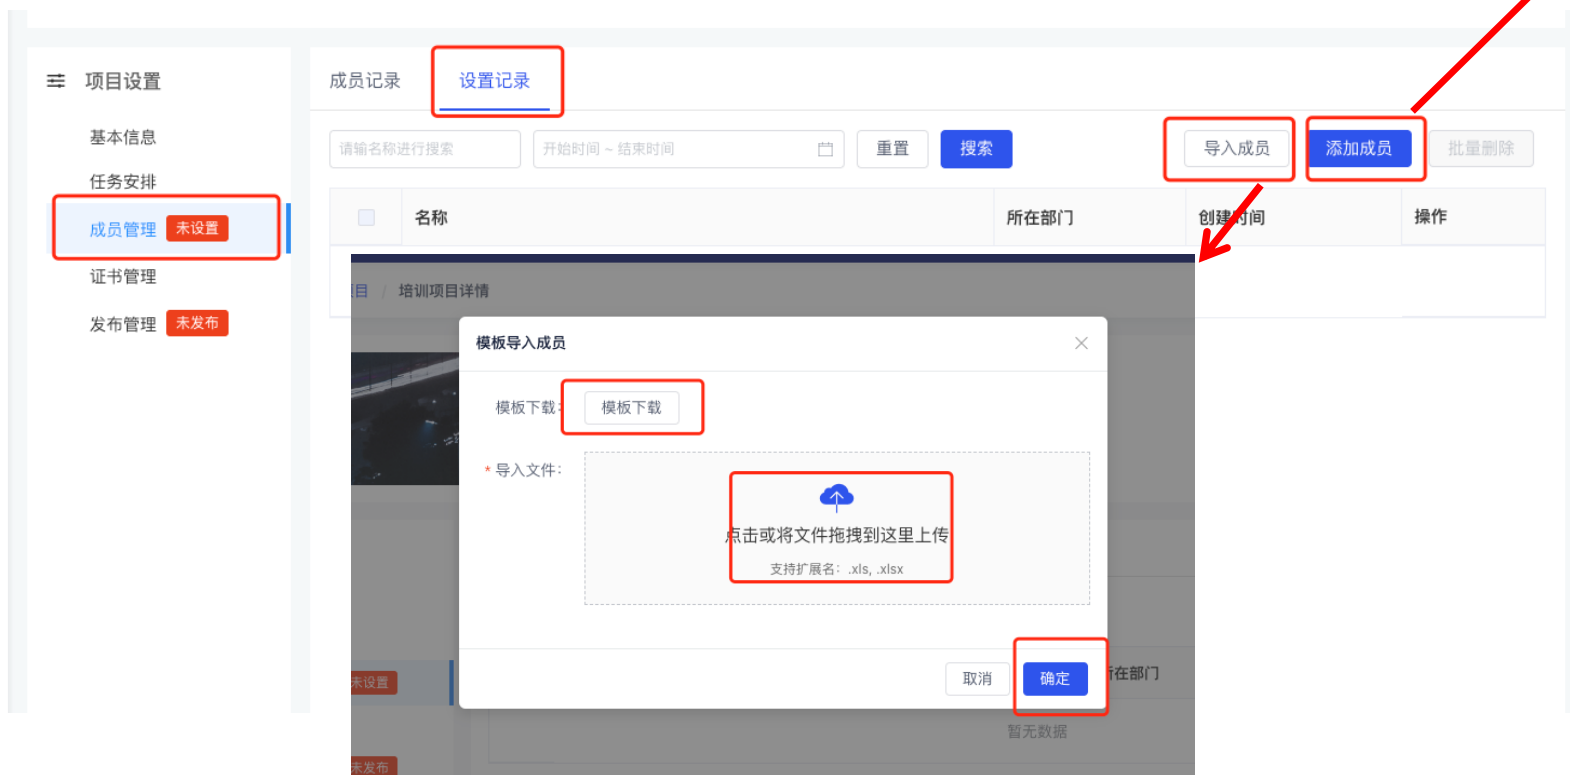 项目设置
基本信息
任务安排
成员管理 未设置
证书管理
发布管理 未发布
成员记录 设置记录
请输名称进行搜索 开始时间 ~ 结束时间 重置 搜索 导入成员 添加成员 批量删除
名称 所在部门 创建时间 操作
目 / 培训项目详情
模板导入成员
模板下载: 模板下载
* 导入文件:
点击或将文件拖拽到这里上传
支持扩展名: .xls, .xlsx
取消 确定
未设置
所在部门
暂无数据
未发布